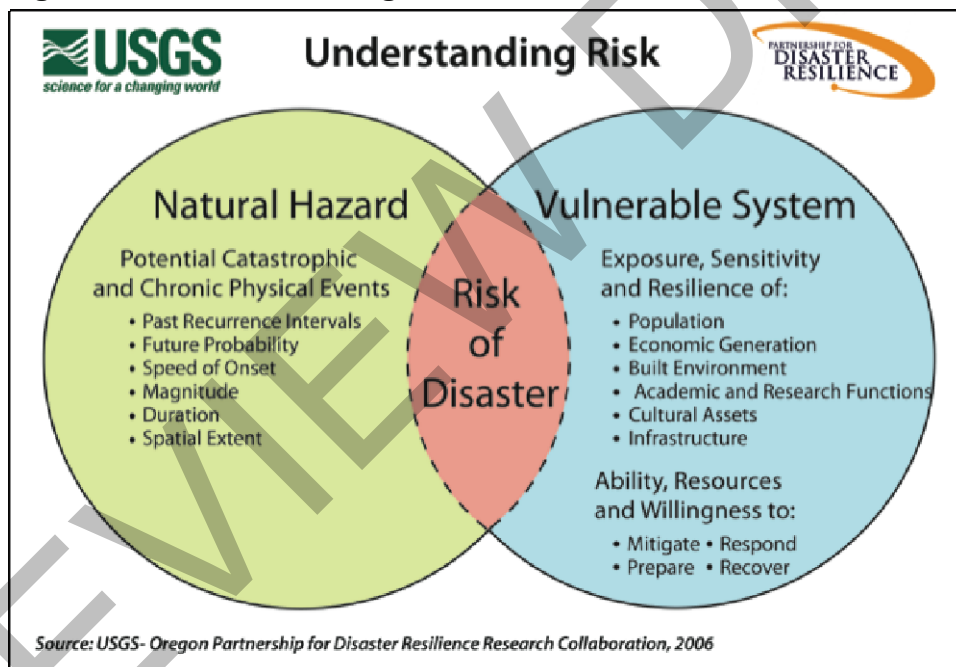 USGS
science for a changing world
Understanding Risk
PARTNERSHIP FOR
DISASTER
RESILIENCE
Natural Hazard
Potential Catastrophic
and Chronic Physical Events
• Past Recurrence Intervals
• Future Probability
• Speed of Onset
• Magnitude
• Duration
• Spatial Extent
Risk
of
Disaster
Vulnerable System
Exposure, Sensitivity
and Resilience of:
• Population
• Economic Generation
• Built Environment
• Academic and Research Functions
• Cultural Assets
• Infrastructure
Ability, Resources
and Willingness to:
• Mitigate • Respond
• Prepare • Recover
Source: USGS- Oregon Partnership for Disaster Resilience Research Collaboration, 2006